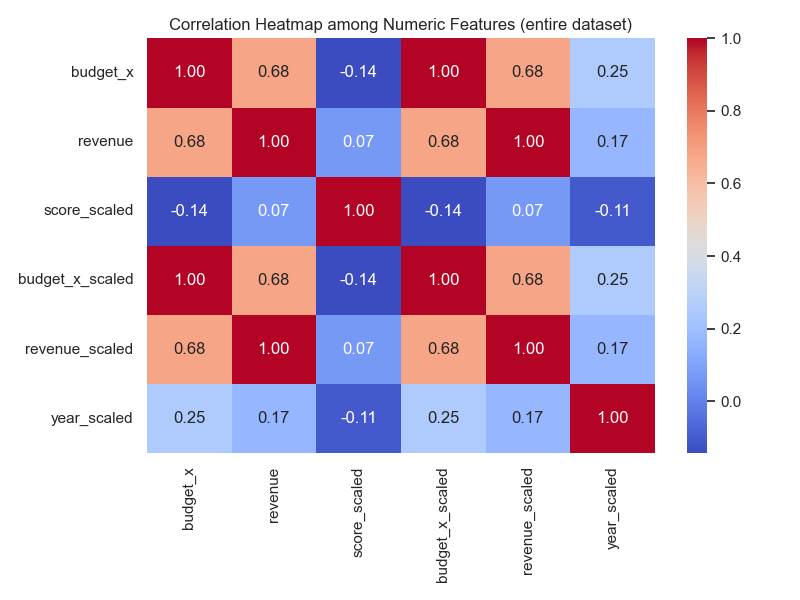 Correlation Heatmap among Numeric Features (entire dataset)
budget_x 1.00 0.68 -0.14 1.00 0.68 0.25
revenue 0.68 1.00 0.07 0.68 1.00 0.17
score_scaled -0.14 0.07 1.00 -0.14 0.07 -0.11
budget_x_scaled 1.00 0.68 -0.14 1.00 0.68 0.25
revenue_scaled 0.68 1.00 0.07 0.68 1.00 0.17
year_scaled 0.25 0.17 -0.11 0.25 0.17 1.00
budget_x
revenue
score_scaled
budget_x_scaled
revenue_scaled
year_scaled
1.0
0.8
0.6
0.4
0.2
0.0